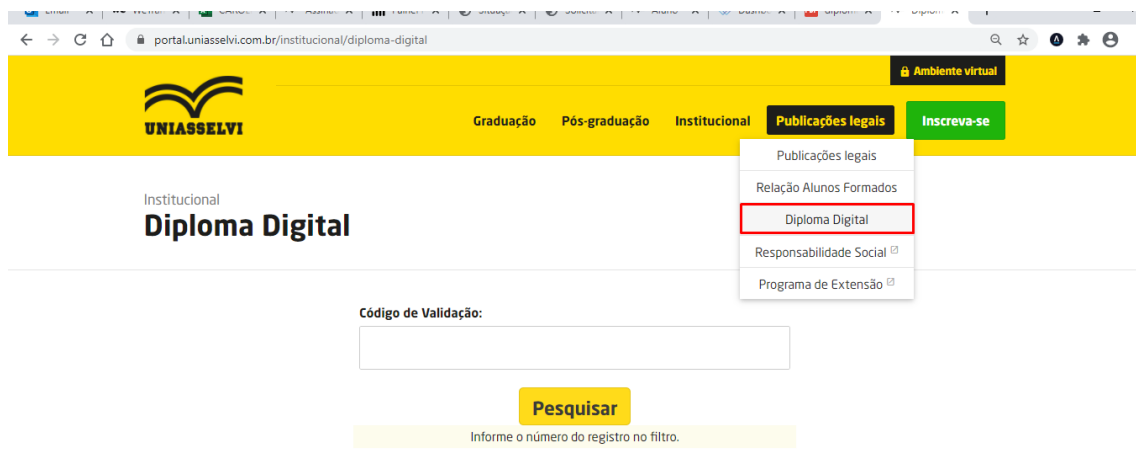 portal.uniasselvi.com.br/institucional/diploma-digital
Ambiente virtual
UNIASSELVI
Graduação Pós-graduação Institucional Publicações legais Inscreva-se
Publicações legais
Relação Alunos Formados
Diploma Digital
Responsabilidade Social
Programa de Extensão
Institucional
Diploma Digital
Código de Validação:
Pesquisar
Informe o número do registro no filtro.